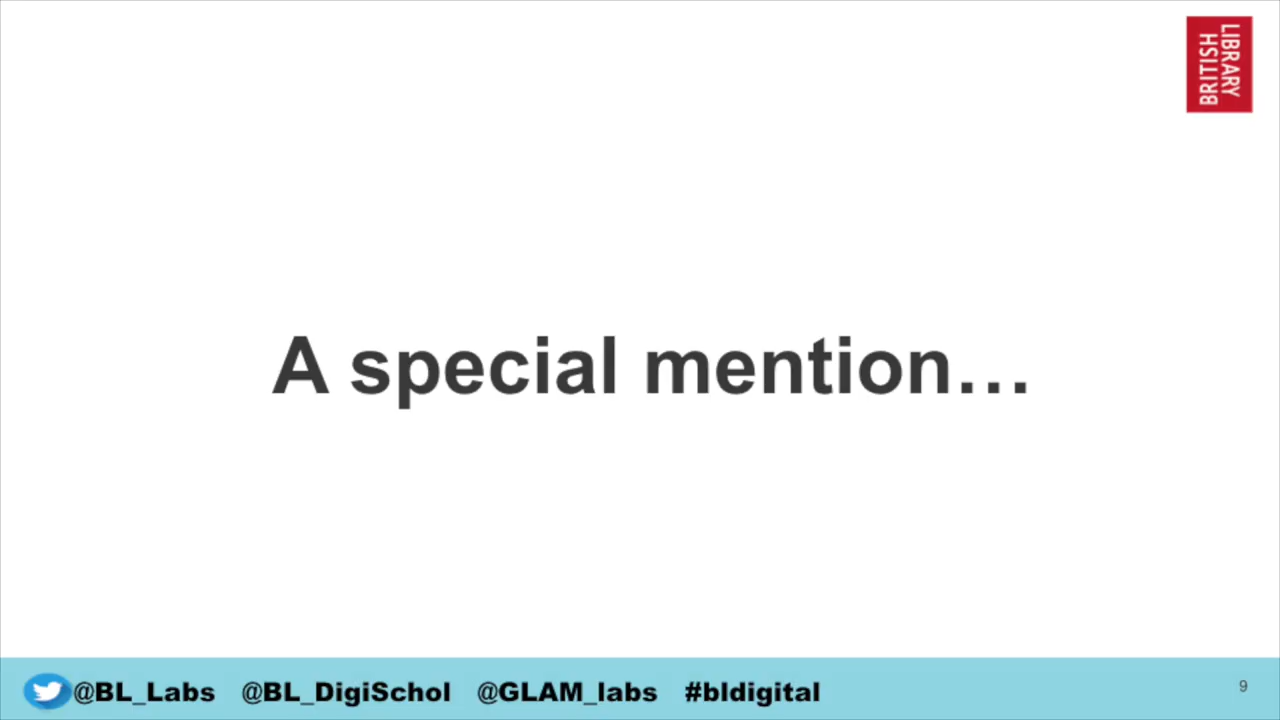 BRITISH
LIBRARY
A special mention…
@BL_Labs @BL_DigiSchol @GLAM_labs #bldigital
9